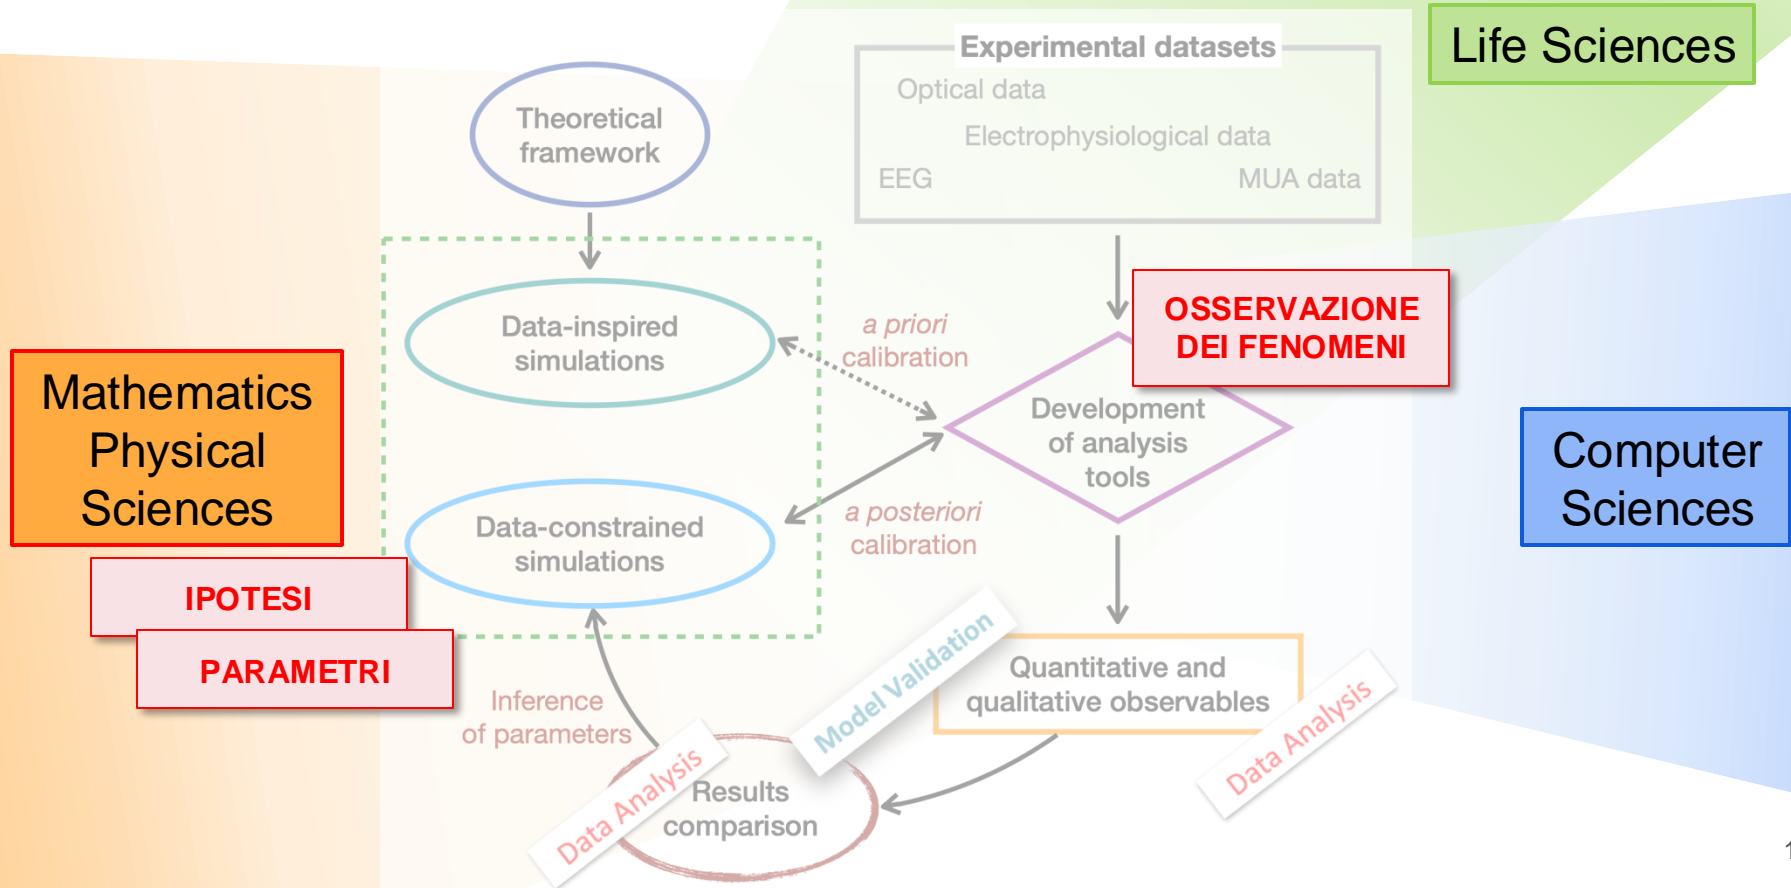 Life Sciences
Experimental datasets
Optical data
Electrophysiological data
EEG
MUA data
Theoretical
framework
OSSERVAZIONE
DEI FENOMENI
Data-inspired
simulations
a priori
calibration
Mathematics
Physical
Sciences
Development
of analysis
tools
Computer
Sciences
Data-constrained
simulations
a posteriori
calibration
IPOTESI
PARAMETRI
Inference
of parameters
Model Validation
Quantitative and
qualitative observables
Data Analysis
Data Analysis
Results
comparison
1